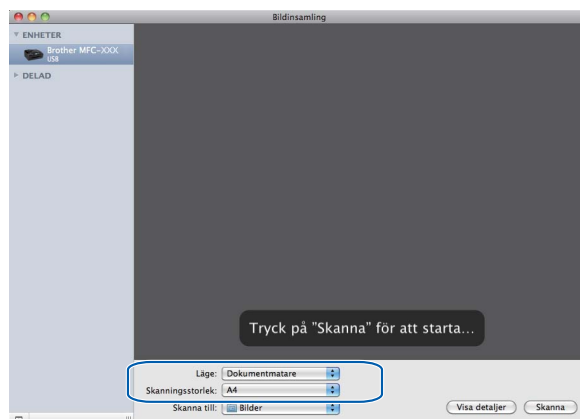 Bildinsamling
ENHETER
Brother MFC-XXX
USB
DELAD
Tryck på "Skanna" för att starta...
Läge: Dokumentmatare
Skanningsstorlek: A4
Skanna till: Bilder
Visa detaljer Skanna